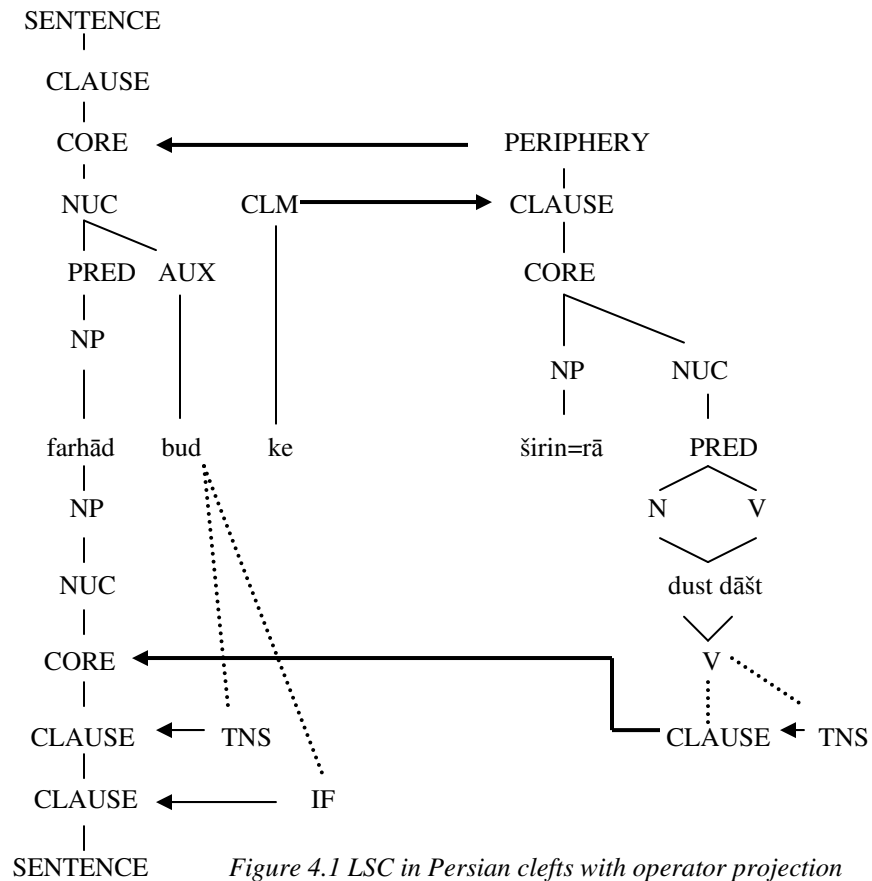 SENTENCE
CLAUSE
CORE PERIPHERY
NUC CLM CLAUSE
PRED AUX CORE
NP
NP NUC
farhād bud ke širin=rā PRED
NP N V
NUC dust dāšt
CORE V
CLAUSE TNS CLAUSE TNS
CLAUSE IF
SENTENCE Figure 4.1 LSC in Persian clefts with operator projection